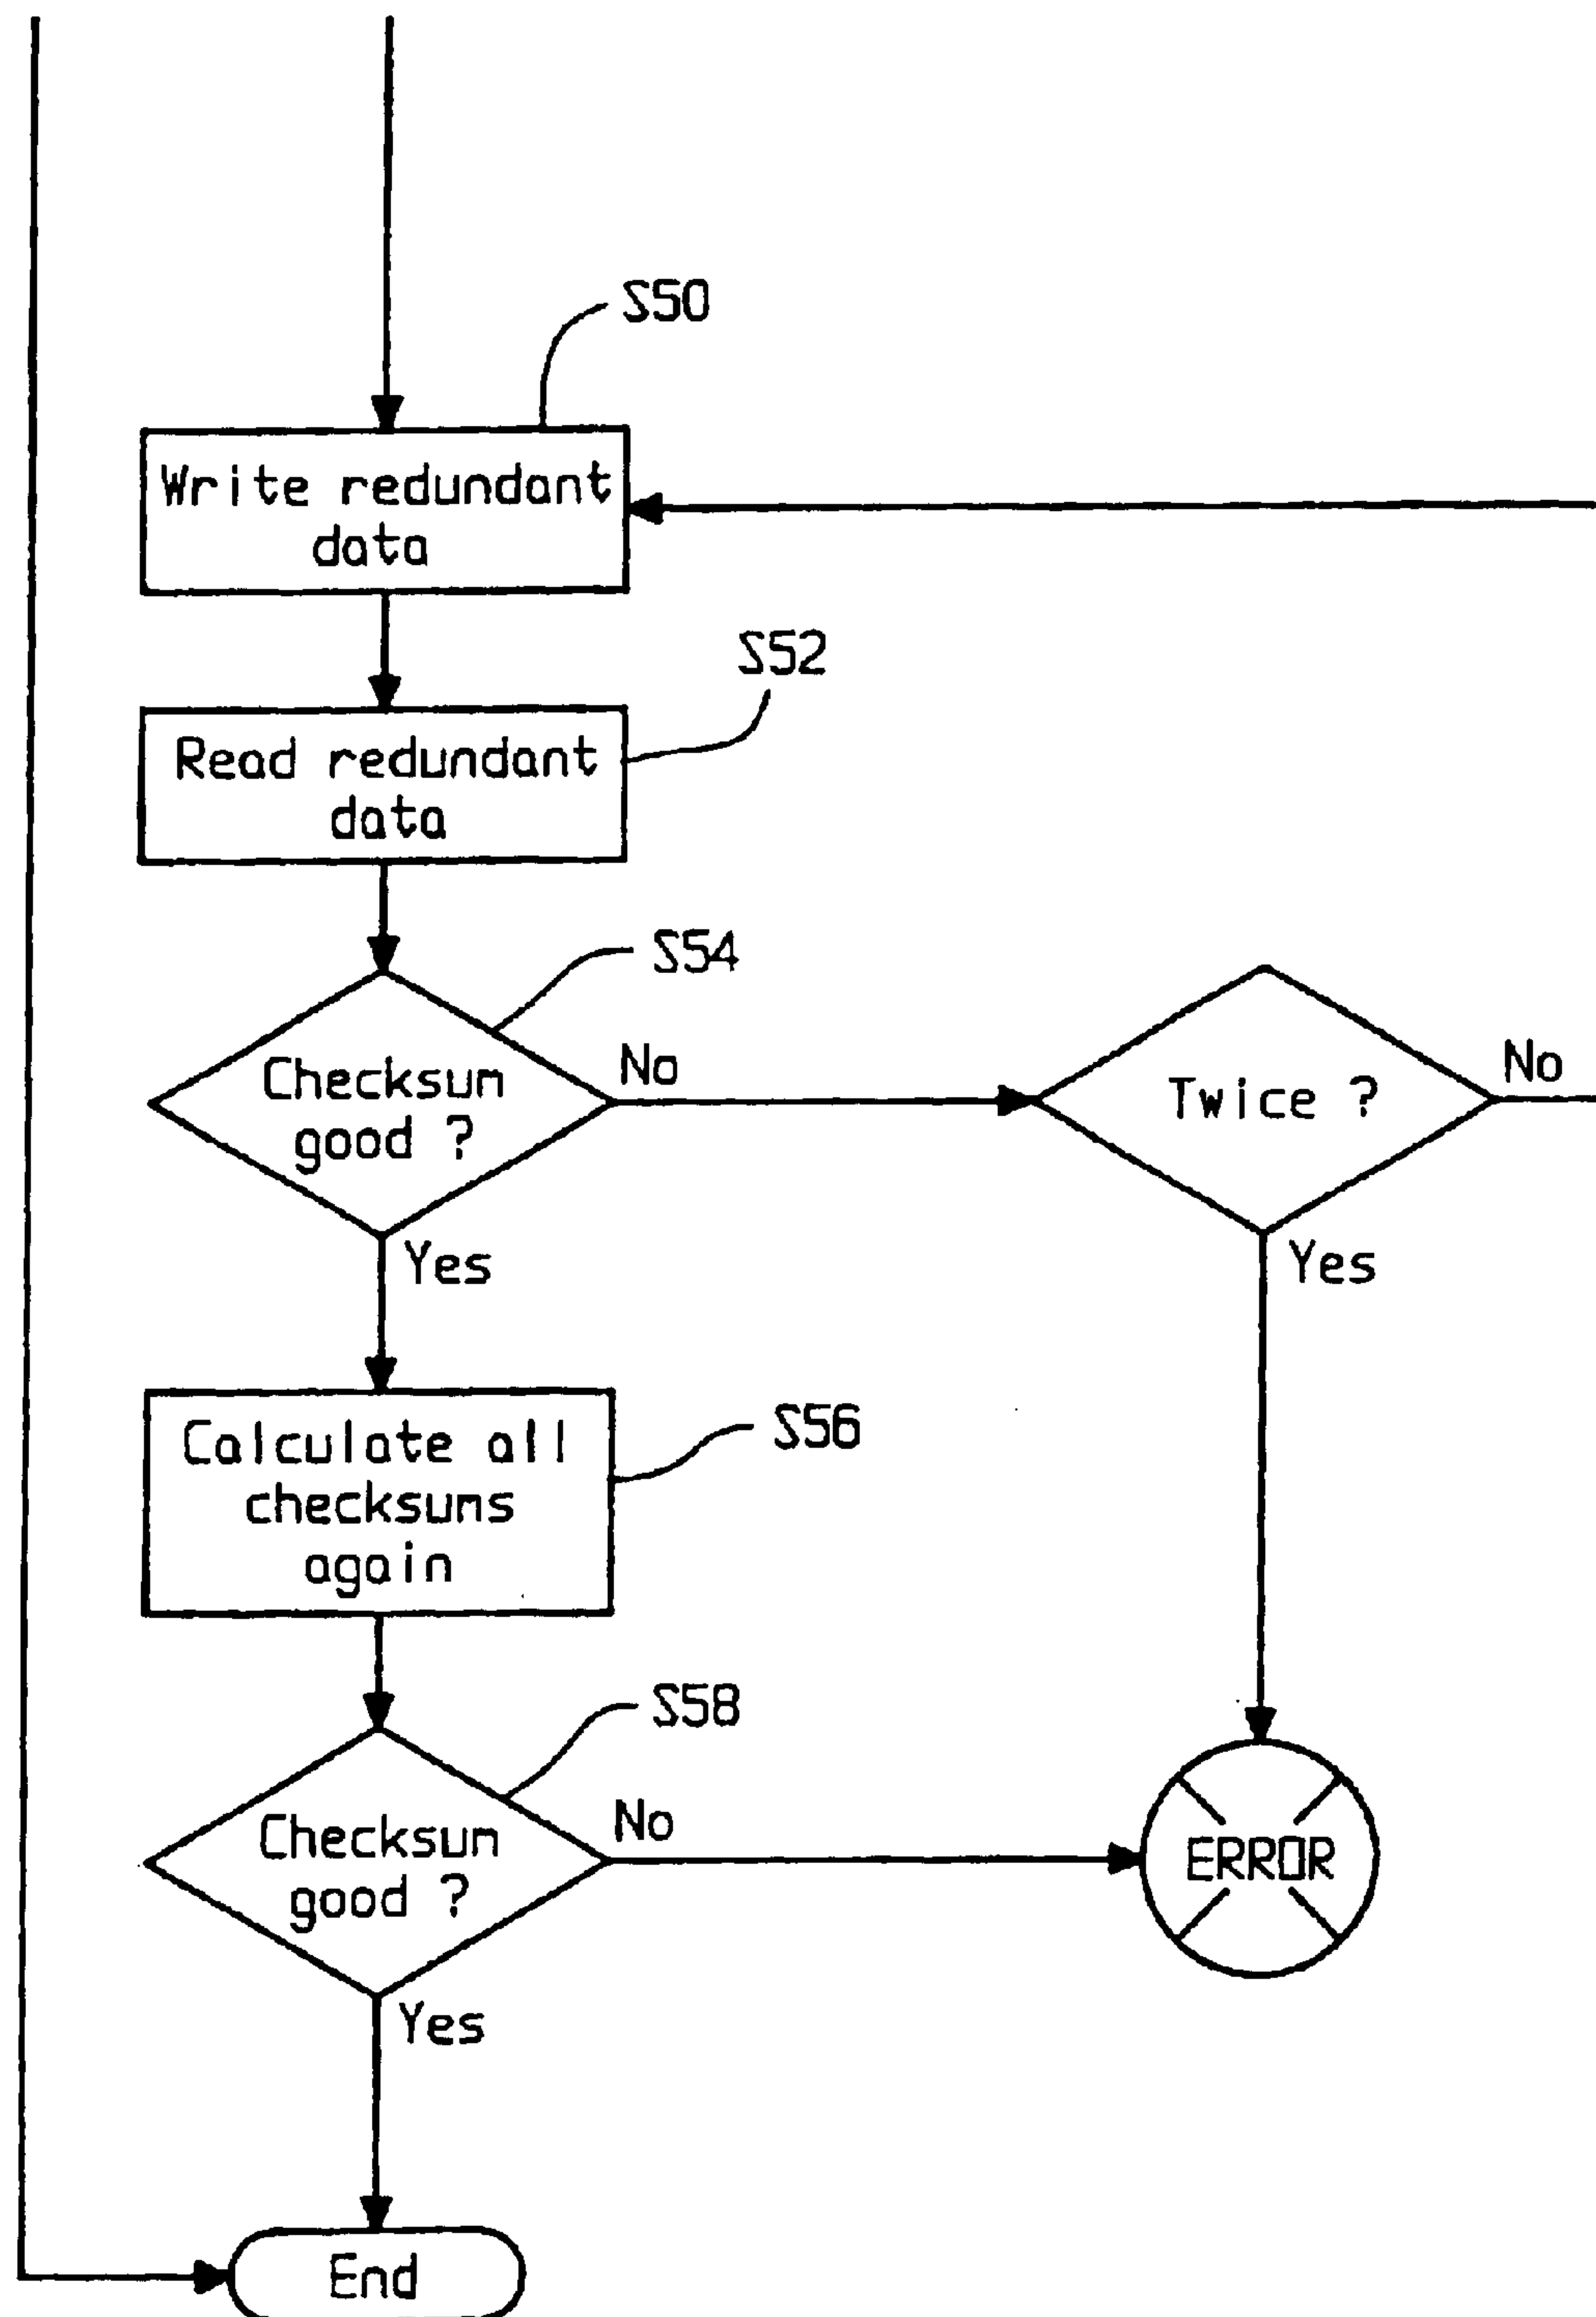 S50
Write redundant
data
S52
Read redundant
data
S54
Checksum
good ?
No
Twice ?
No
Yes
Yes
Calculate all
checksums
again
S56
S58
Checksum
good ?
No
ERROR
Yes
End